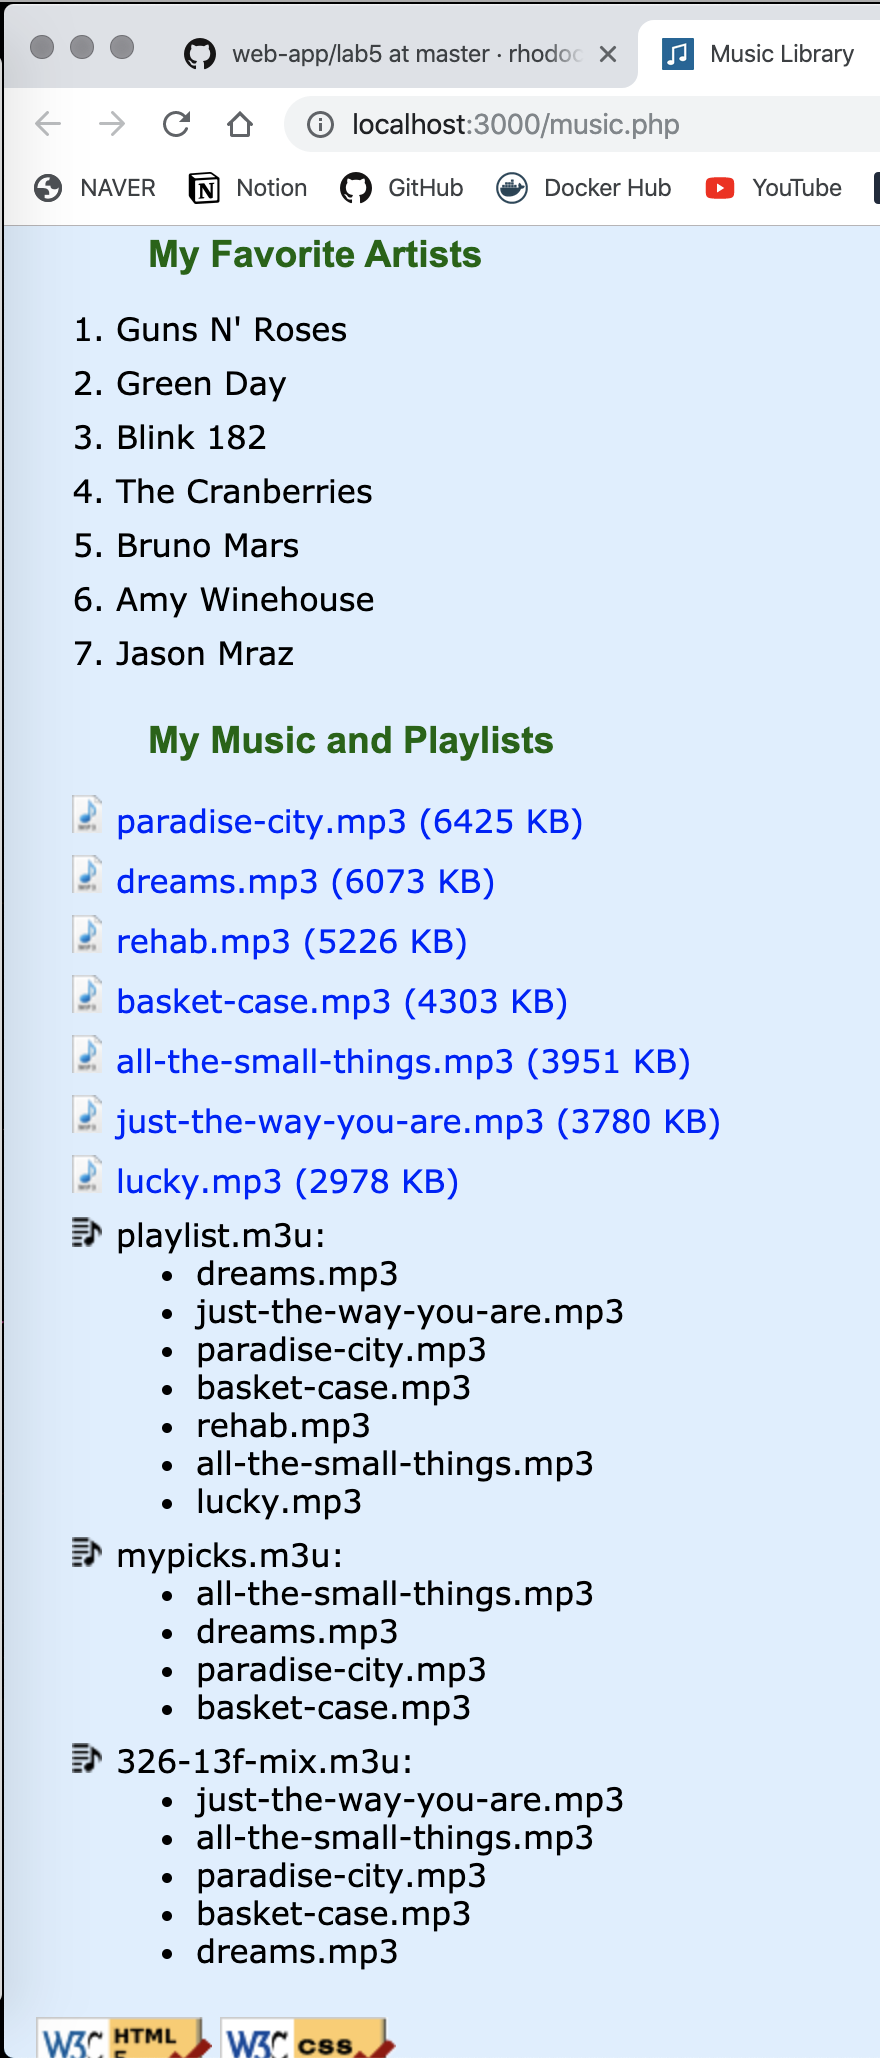 web-app/lab5 at master · rhodo
Music Library
localhost:3000/music.php
NAVER Notion GitHub Docker Hub YouTube
My Favorite Artists
1. Guns N' Roses
2. Green Day
3. Blink 182
4. The Cranberries
5. Bruno Mars
6. Amy Winehouse
7. Jason Mraz
My Music and Playlists
paradise-city.mp3 (6425 KB)
dreams.mp3 (6073 KB)
rehab.mp3 (5226 KB)
basket-case.mp3 (4303 KB)
all-the-small-things.mp3 (3951 KB)
just-the-way-you-are.mp3 (3780 KB)
lucky.mp3 (2978 KB)
playlist.m3u:
• dreams.mp3
• just-the-way-you-are.mp3
• paradise-city.mp3
• basket-case.mp3
• rehab.mp3
• all-the-small-things.mp3
• lucky.mp3
mypicks.m3u:
• all-the-small-things.mp3
• dreams.mp3
• paradise-city.mp3
• basket-case.mp3
326-13f-mix.m3u:
• just-the-way-you-are.mp3
• all-the-small-things.mp3
• paradise-city.mp3
• basket-case.mp3
• dreams.mp3
W3C HTML W3C css